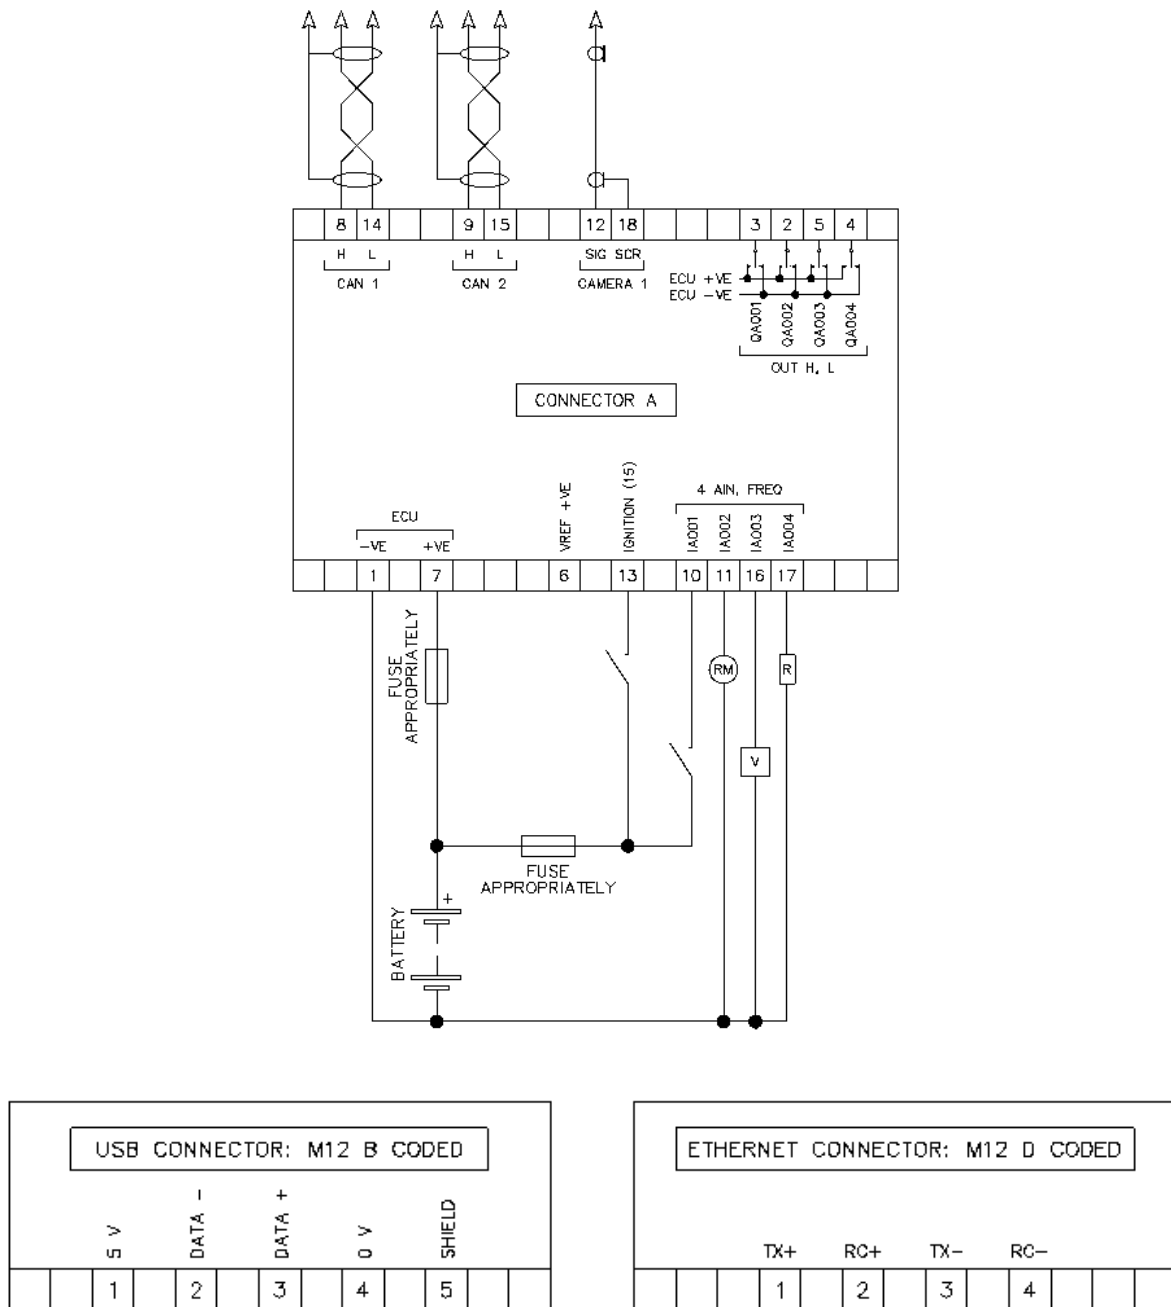 8 14 9 15 12 18 3 2 5 4
H L H L SIG SCR
CAN 1 CAN 2 CAMERA 1
ECU +VE
ECU -VE
QA001 QA002 QA003 QA004
OUT H, L
CONNECTOR A
4 AIN, FREQ
ECU
-VE +VE
VREF +VE
IGNITION (15)
IA001 IA002 IA003 IA004
1 7 6 13 10 11 16 17
FUSE
APPROPRIATELY
RM
R
V
FUSE
APPROPRIATELY
+
BATTERY
USB CONNECTOR: M12 B CODED
5 V
DATA -
DATA +
0 V
SHIELD
1 2 3 4 5
ETHERNET CONNECTOR: M12 D CODED
TX+ RC+ TX- RC-
1 2 3 4